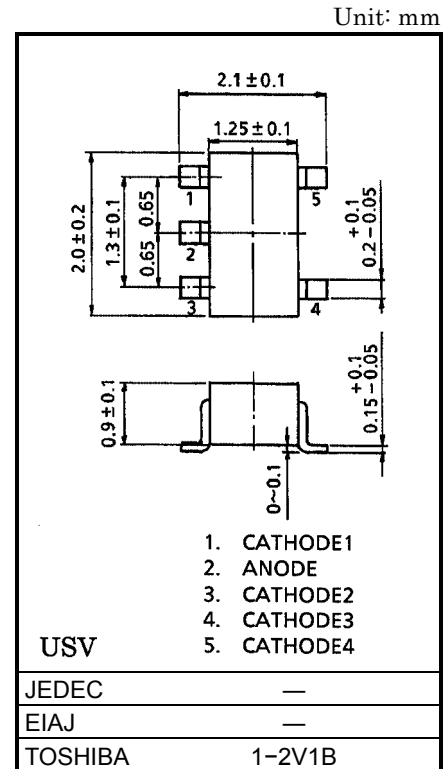 Unit: mm
2.1±0.1
1.25±0.1
2.0±0.2
1.3±0.1
0.65
0.65
1
2
3
5
4
+0.1
0.2−0.05
0.9±0.1
+0.1
0.15−0.05
0~0.1
1. CATHODE1
2. ANODE
3. CATHODE2
4. CATHODE3
5. CATHODE4
USV
JEDEC —
EIAJ —
TOSHIBA 1−2V1B